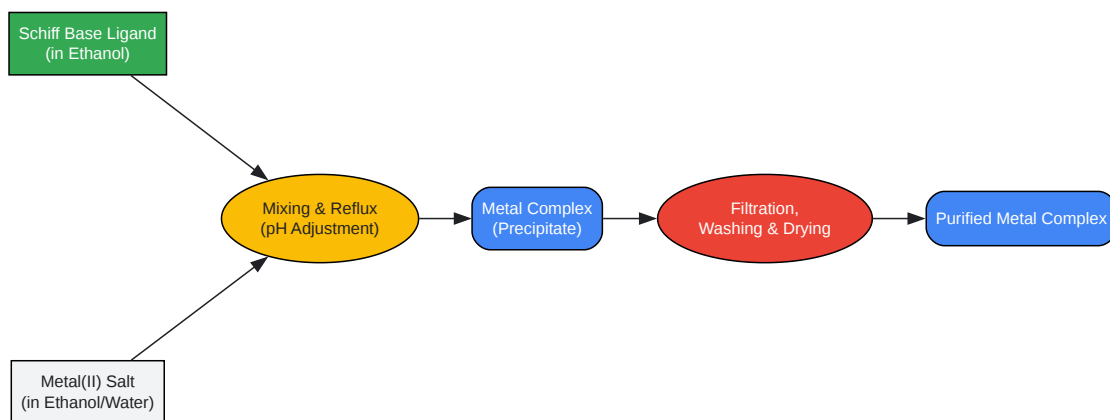 Schiff Base Ligand
(in Ethanol)
Mixing & Reflux
(pH Adjustment)
Metal Complex
(Precipitate)
Filtration,
Washing & Drying
Purified Metal Complex
Metal(II) Salt
(in Ethanol/Water)